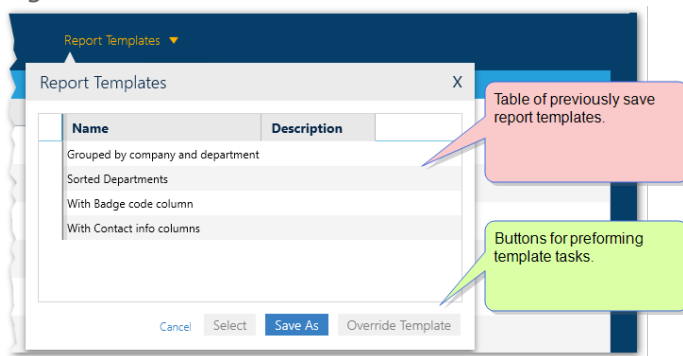 Report Templates ▼
Report Templates X
Name Description
Grouped by company and department
Sorted Departments
With Badge code column
With Contact info columns
Cancel Select Save As Override Template
Table of previously save
report templates.
Buttons for preforming
template tasks.